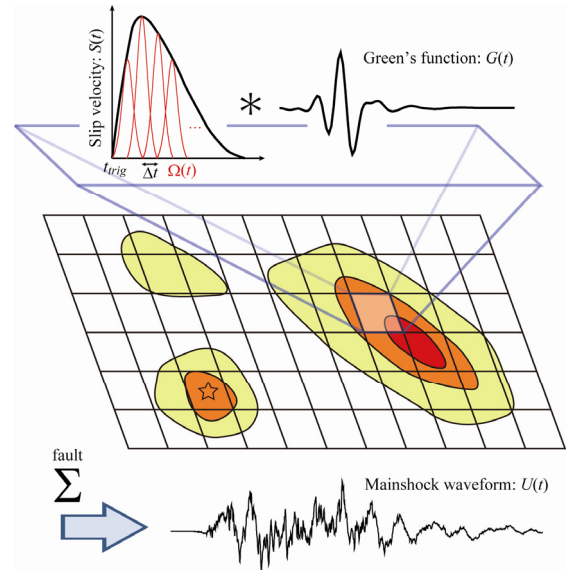 Slip velocity: S(t)
*
Green's function: G(t)
...
t_trig
Δt
Ω(t)
fault
Σ
Mainshock waveform: U(t)